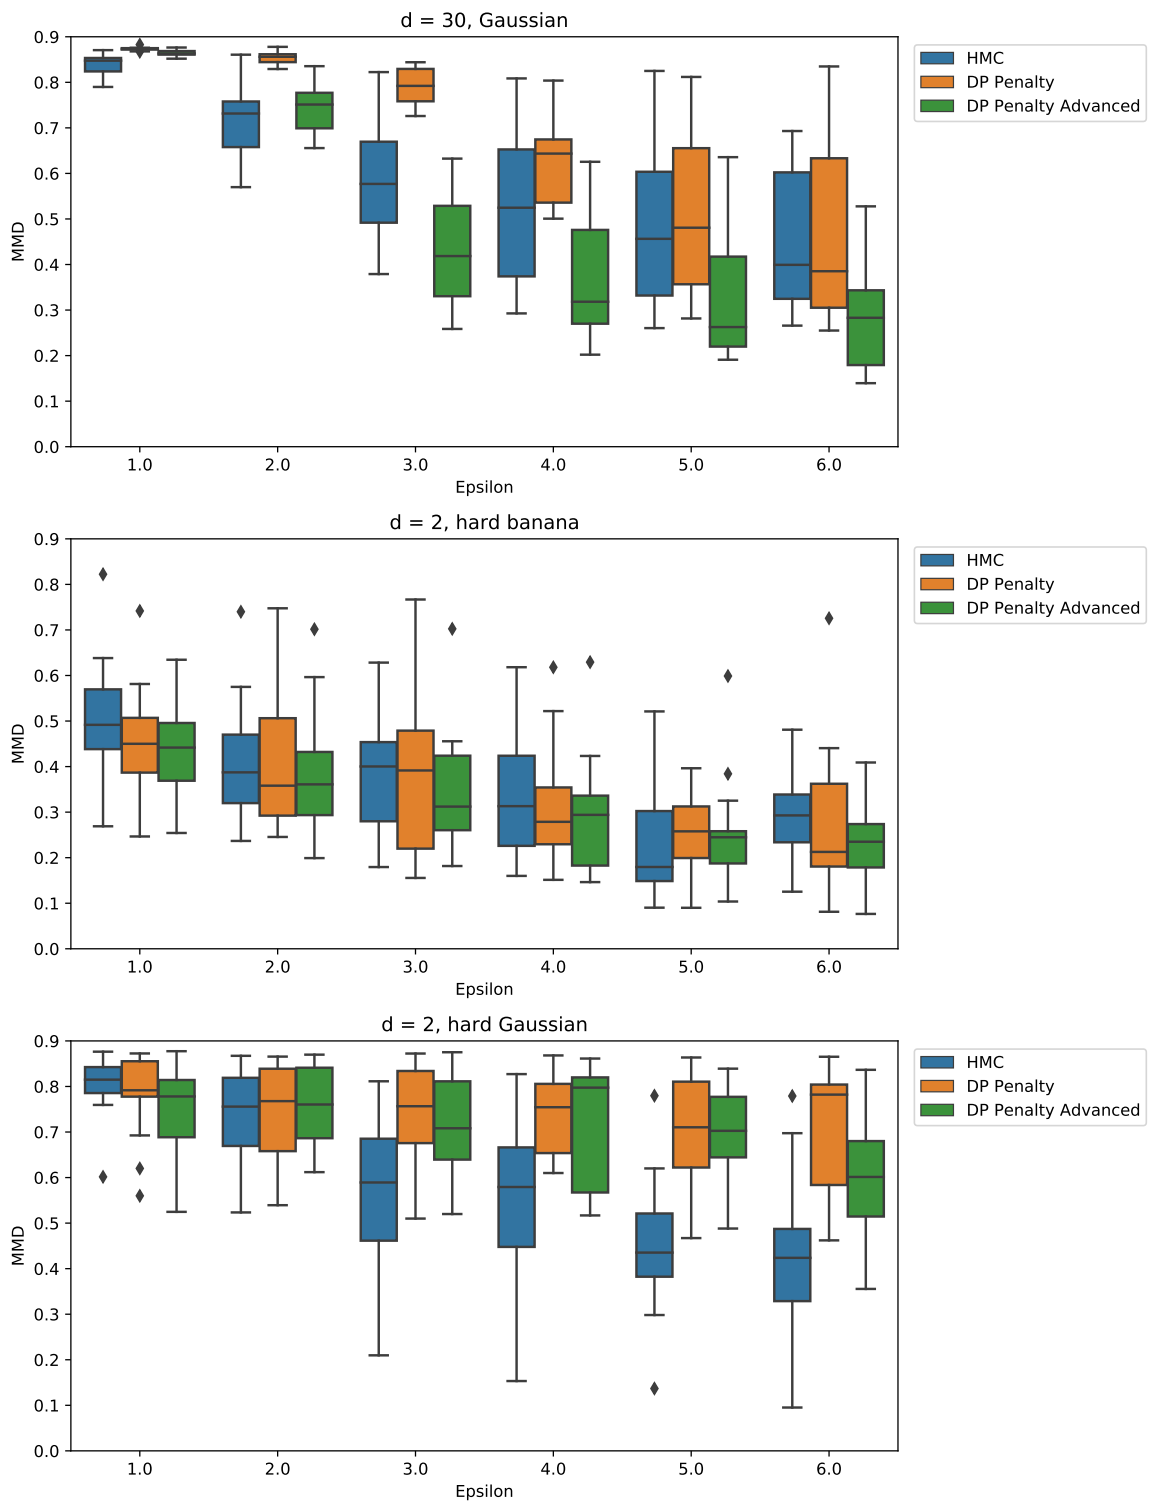 d = 30, Gaussian
0.9
0.8
0.7
0.6
0.5
0.4
0.3
0.2
0.1
0.0
MMD
1.0 2.0 3.0 4.0 5.0 6.0
Epsilon
HMC
DP Penalty
DP Penalty Advanced
d = 2, hard banana
0.9
0.8
0.7
0.6
0.5
0.4
0.3
0.2
0.1
0.0
MMD
1.0 2.0 3.0 4.0 5.0 6.0
Epsilon
HMC
DP Penalty
DP Penalty Advanced
d = 2, hard Gaussian
0.9
0.8
0.7
0.6
0.5
0.4
0.3
0.2
0.1
0.0
MMD
1.0 2.0 3.0 4.0 5.0 6.0
Epsilon
HMC
DP Penalty
DP Penalty Advanced